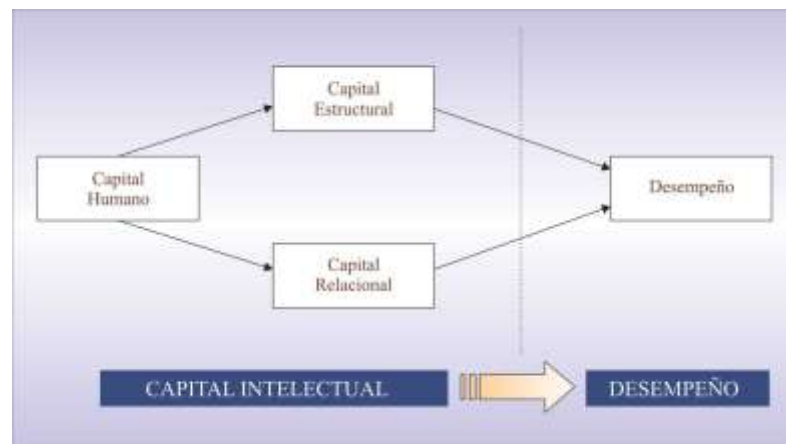 Capital
Estructural
Capital
Humano
Desempeño
Capital
Relacional
CAPITAL INTELECTUAL
DESEMPEÑO